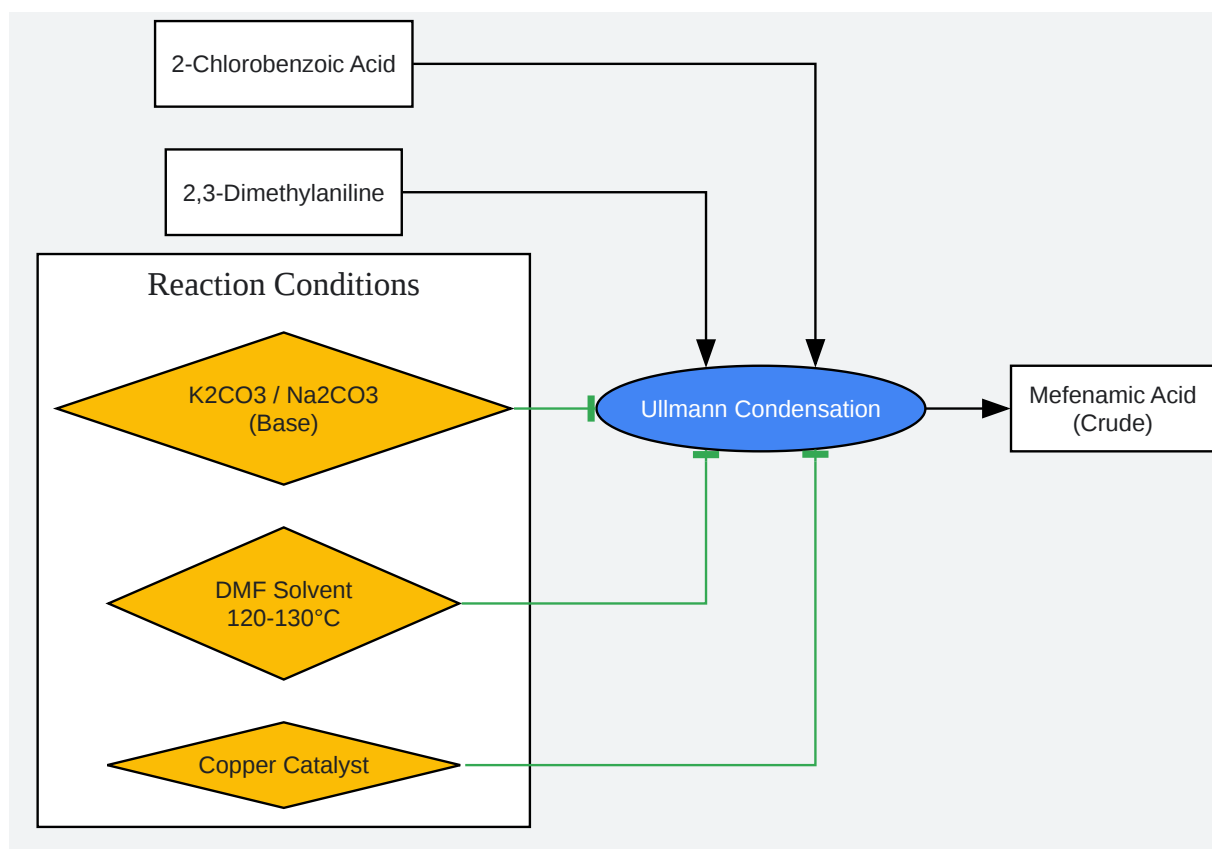 2-Chlorobenzoic Acid
2,3-Dimethylaniline
Reaction Conditions
K2CO3 / Na2CO3
(Base)
Ullmann Condensation
Mefenamic Acid
(Crude)
DMF Solvent
120-130°C
Copper Catalyst